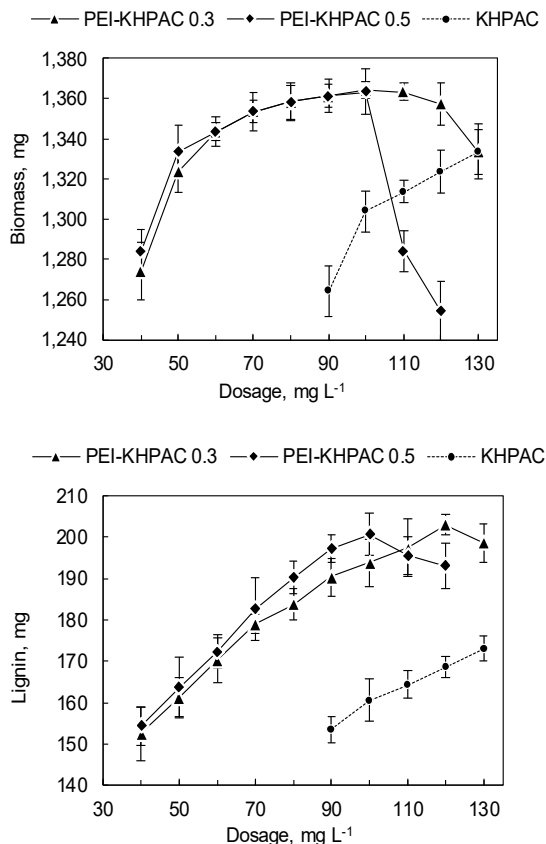 PEI-KHPAC 0.3 PEI-KHPAC 0.5 KHPAC
1,380
1,360
1,340
1,320
1,300
1,280
1,260
1,240
Biomass, mg
30 50 70 90 110 130
Dosage, mg L⁻¹
PEI-KHPAC 0.3 PEI-KHPAC 0.5 KHPAC
210
200
190
180
170
160
150
140
Lignin, mg
30 50 70 90 110 130
Dosage, mg L⁻¹